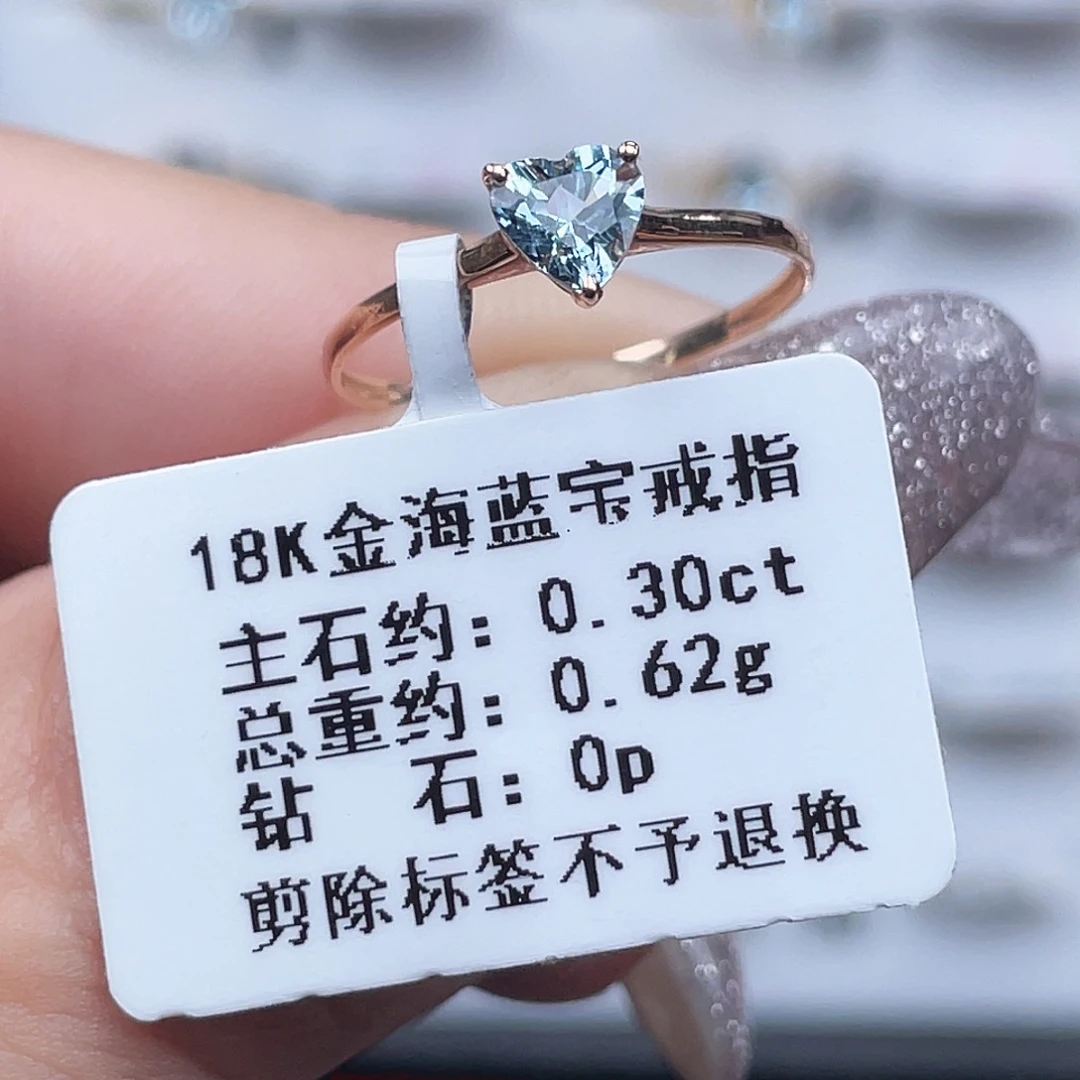 18K金海蓝宝戒指
主石约：0.30ct
总重约：0.62g
钻 石：0p
剪除标签不予退换